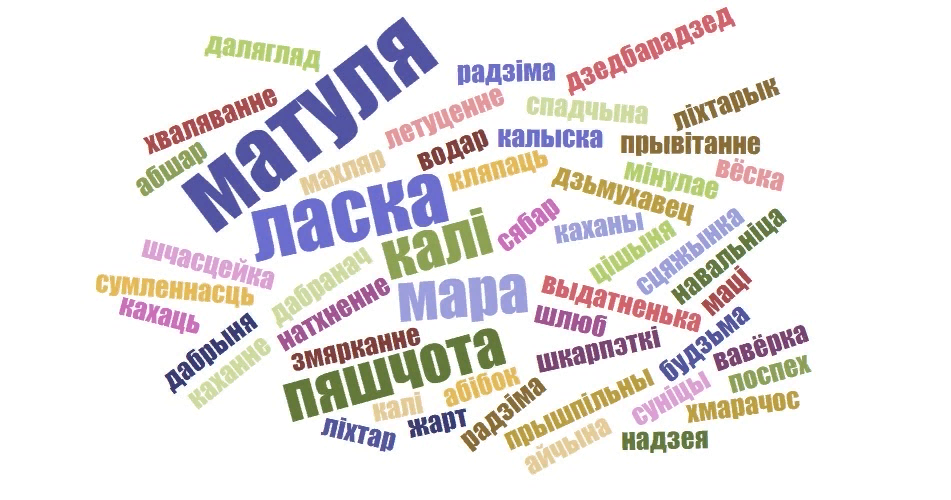 далягляд
матуля
радзіма
дзедбарадзед
хваляванне
летуценне
спадчына
ліхтарык
абшар
махляр
водар
калыска
прывітанне
кляпаць
дзьмухавец
мінулае
вёска
ласка
калі
сябар
каханы
цішыня
сцяжынка
навальніца
шчасцейка
сумленнасць
кахаць
дабранач
натхненне
мара
выдатненька
маці
шлюб
дабрыня
каханне
змярканне
пяшчота
шкарпэткі
будзьма
вавёрка
калі
абібок
радзіма
прышпільны
суніцы
поспех
хмарачос
ліхтар
жарт
айчына
надзея